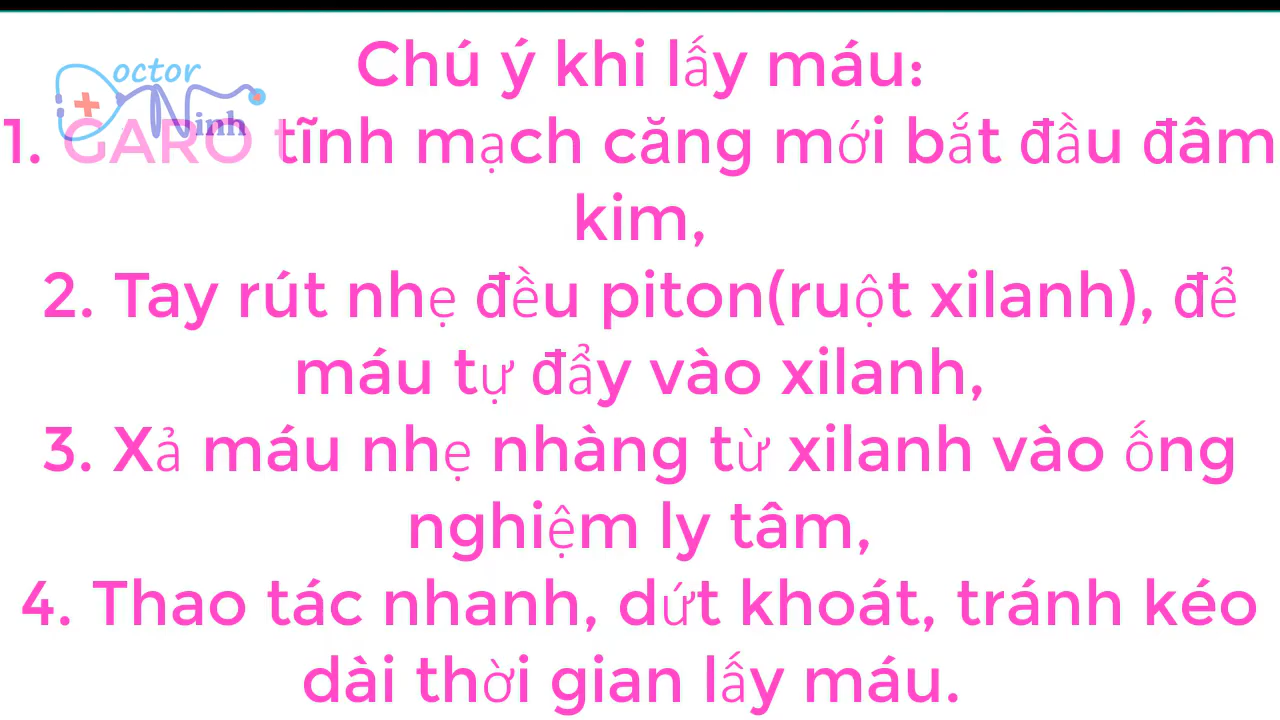 Chú ý khi lấy máu:
Doctor
Ninh
1. GARO tĩnh mạch căng mới bắt đầu đâm
kim,
2. Tay rút nhẹ đều piton(ruột xilanh), để
máu tự đẩy vào xilanh,
3. Xả máu nhẹ nhàng từ xilanh vào ống
nghiệm ly tâm,
4. Thao tác nhanh, dứt khoát, tránh kéo
dài thời gian lấy máu.